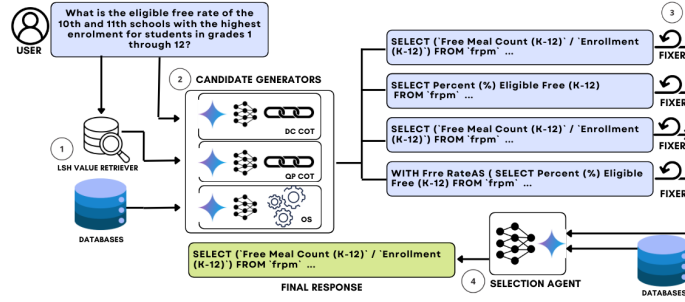 What is the eligible free rate of the
10th and 11th schools with the highest
enrolment for students in grades 1
through 12?
USER
1
LSH VALUE RETRIEVER
DATABASES
2
CANDIDATE GENERATORS
DC COT
QP COT
OS
SELECT (`Free Meal Count (K-12)` / `Enrollment
(K-12)`) FROM `frpm` ...
SELECT Percent (%) Eligible Free (K-12)
FROM `frpm` ...
SELECT (`Free Meal Count (K-12)` / `Enrollment
(K-12)`) FROM `frpm` ...
WITH Frre RateAS ( SELECT Percent (%) Eligible
Free (K-12) FROM `frpm` ...
3
FIXER
FIXER
FIXER
FIXER
SELECT (`Free Meal Count (K-12)` / `Enrollment
(K-12)`) FROM `frpm` ...
FINAL RESPONSE
4
SELECTION AGENT
DATABASES